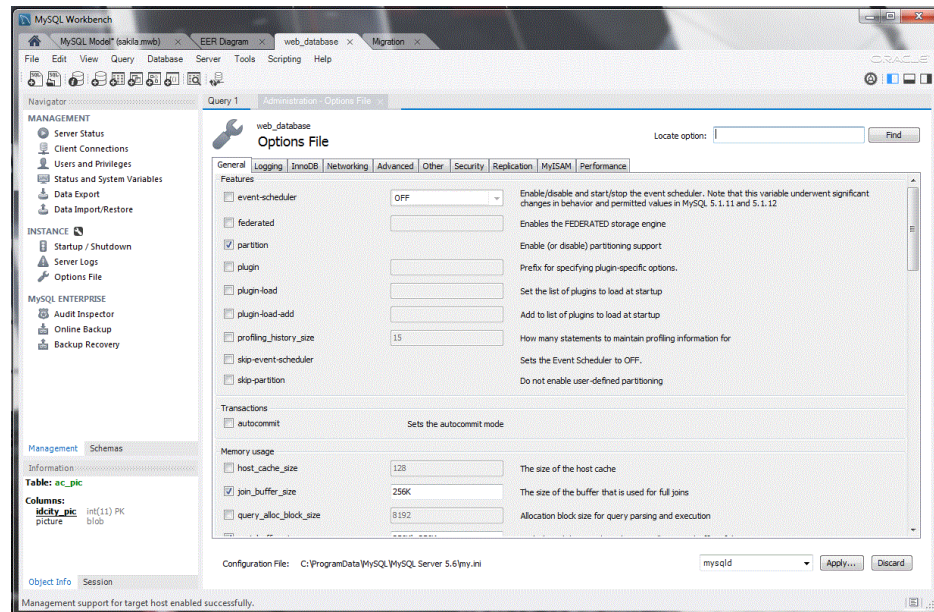 MySQL Workbench
MySQL Model* (sakila.mwb) × EER Diagram × web_database × Migration ×
File Edit View Query Database Server Tools Scripting Help
ORACLE
Navigator
MANAGEMENT
Server Status
Client Connections
Users and Privileges
Status and System Variables
Data Export
Data Import/Restore
INSTANCE
Startup / Shutdown
Server Logs
Options File
MySQL ENTERPRISE
Audit Inspector
Online Backup
Backup Recovery
Management Schemas
Information
Table: ac_pic
Columns:
idcity_pic int(11) PK
picture blob
Object Info Session
Query 1 Administration - Options File ×
web_database
Options File
Locate option: Find
General Logging InnoDB Networking Advanced Other Security Replication MyISAM Performance
Features
event-scheduler OFF Enable/disable and start/stop the event scheduler. Note that this variable underwent significant
changes in behavior and permitted values in MySQL 5.1.11 and 5.1.12
federated Enables the FEDERATED storage engine
partition Enable (or disable) partitioning support
plugin Prefix for specifying plugin-specific options.
plugin-load Set the list of plugins to load at startup
plugin-load-add Add to list of plugins to load at startup
profiling_history_size 15 How many statements to maintain profiling information for
skip-event-scheduler Sets the Event Scheduler to OFF.
skip-partition Do not enable user-defined partitioning
Transactions
autocommit Sets the autocommit mode
Memory usage
host_cache_size 128 The size of the host cache
join_buffer_size 256K The size of the buffer that is used for full joins
query_alloc_block_size 8192 Allocation block size for query parsing and execution
Configuration File: C:\ProgramData\MySQL\MySQL Server 5.6\my.ini mysqld Apply... Discard
Management support for target host enabled successfully.